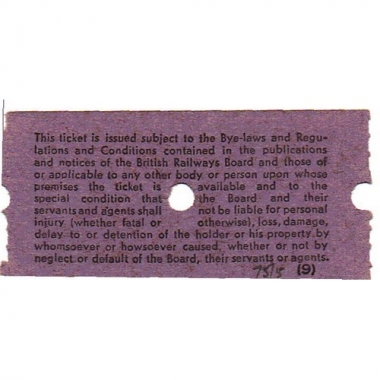 This ticket is issued subject to the Bye-laws and Regu-
lations and Conditions contained in the publications
and notices of the British Railways Board and those of
or applicable to any other body or person upon whose
premises the ticket is available and to the
special condition that the Board and their
servants and agents shall not be liable for personal
injury (whether fatal or otherwise), loss, damage,
delay to or detention of the holder or his property by
whomsoever or howsoever caused, whether or not by
neglect or default of the Board, their servants or agents.
(9)